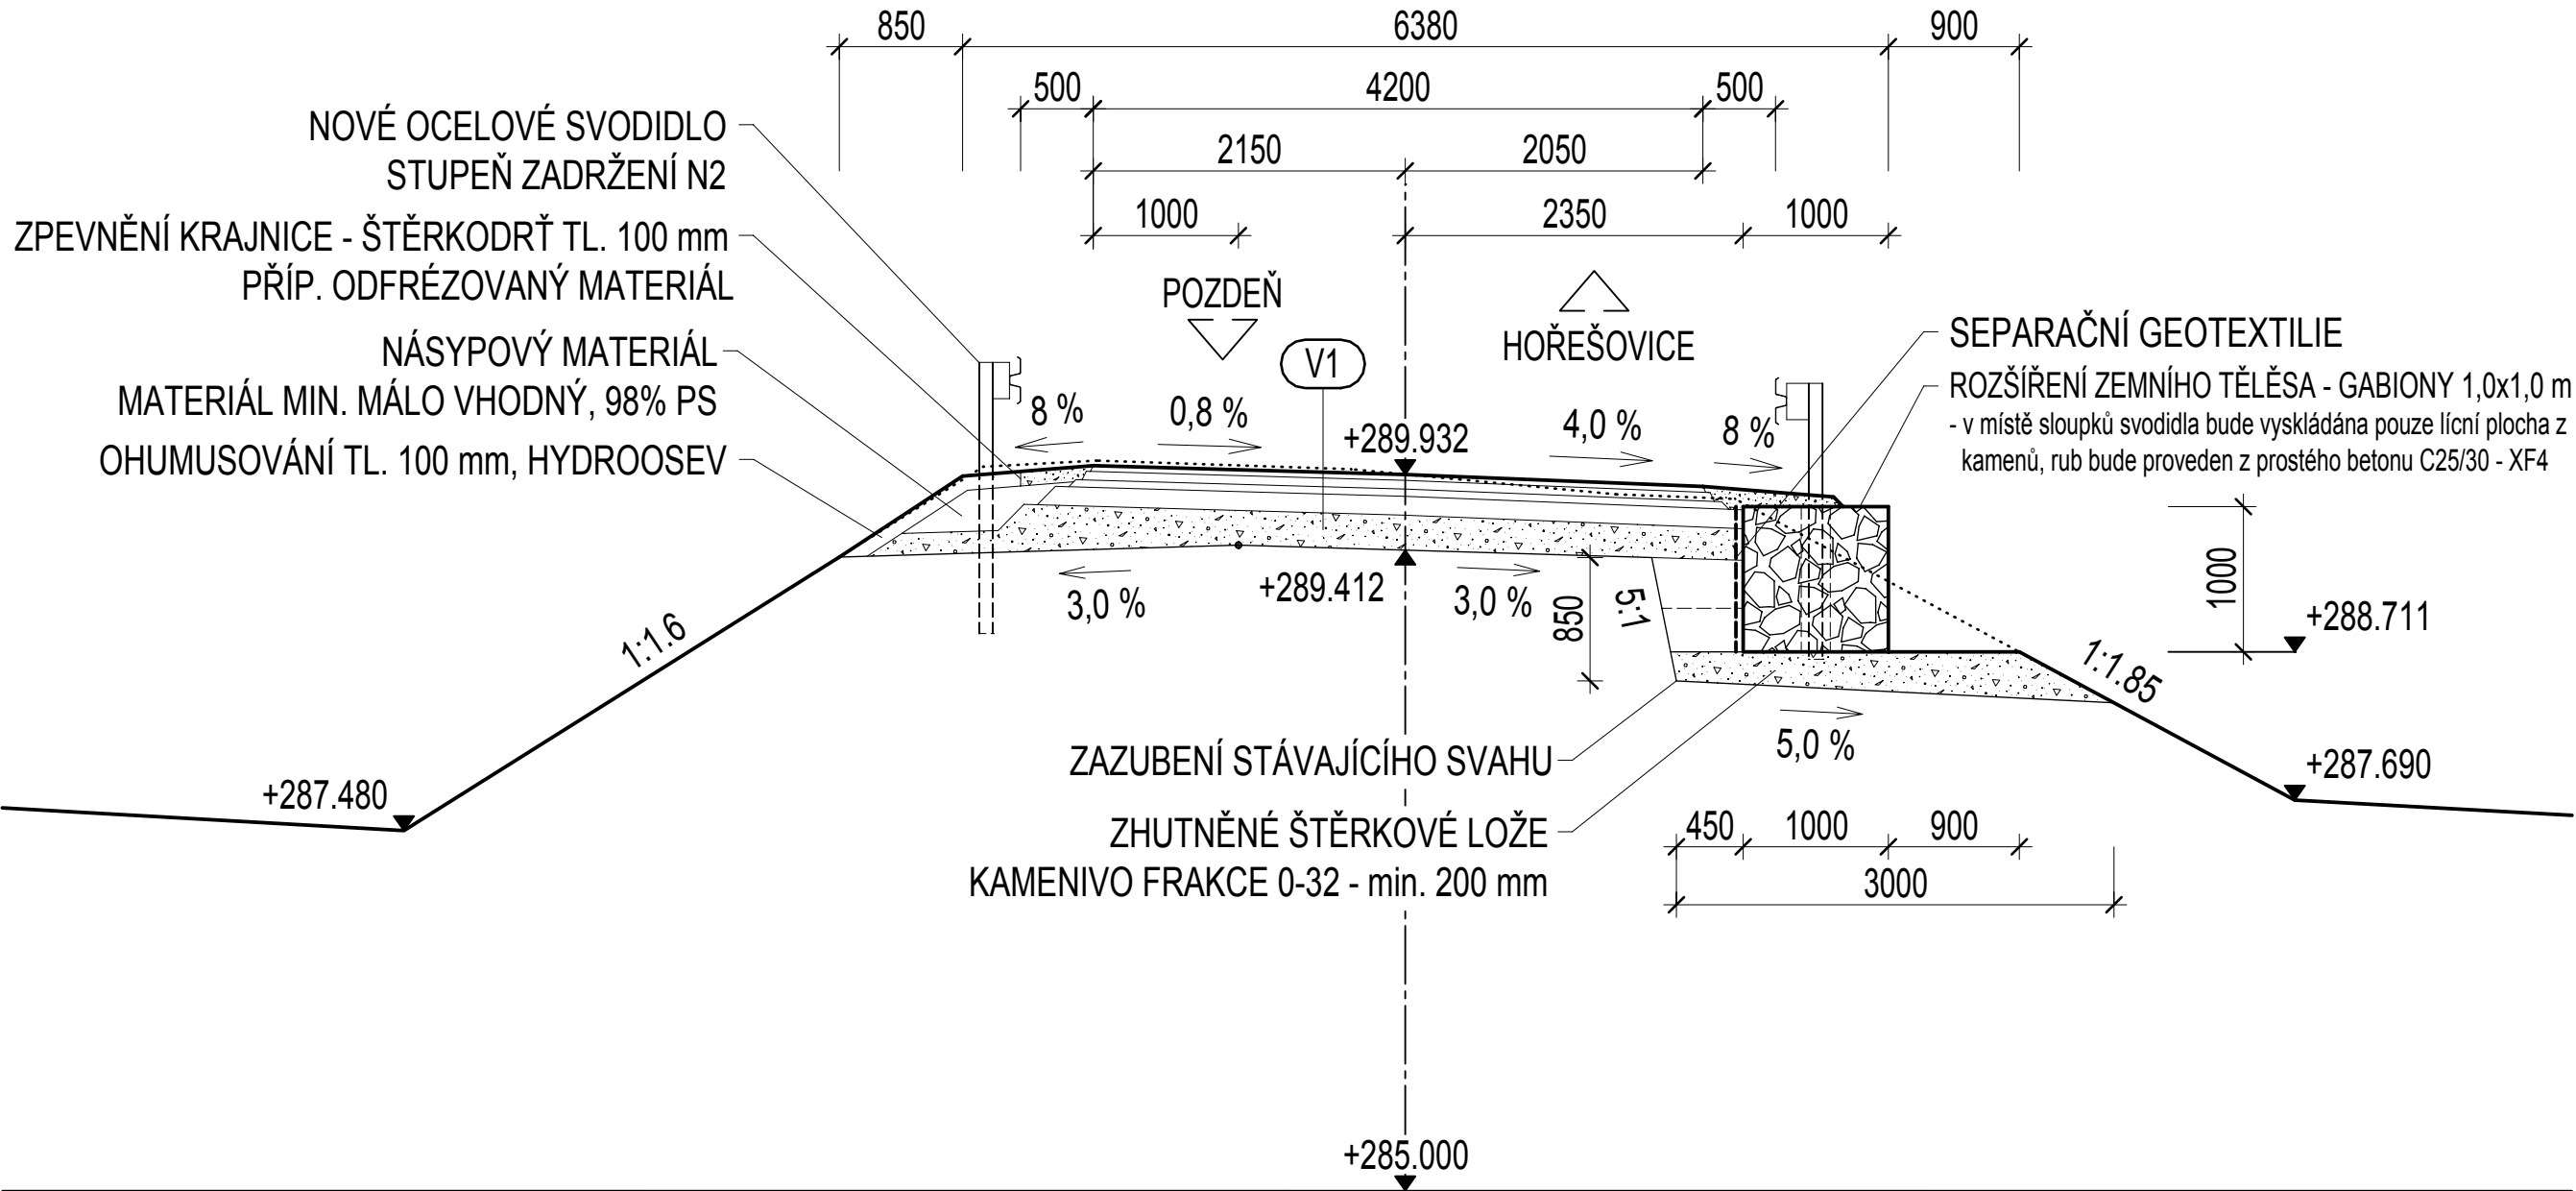 850
6380
900
500
4200
500
2150
2050
1000
2350
1000
NOVÉ OCELOVÉ SVODIDLO
STUPEŇ ZADRŽENÍ N2
ZPEVNĚNÍ KRAJNICE - ŠTĚRKODRŤ TL. 100 mm
PŘÍP. ODFRÉZOVANÝ MATERIÁL
NÁSYPOVÝ MATERIÁL
MATERIÁL MIN. MÁLO VHODNÝ, 98% PS
OHUMUSOVÁNÍ TL. 100 mm, HYDROOSEV
POZDEŇ
HOŘEŠOVICE
V1
SEPARAČNÍ GEOTEXTILIE
ROZŠÍŘENÍ ZEMNÍHO TĚLĚSA - GABIONY 1,0x1,0 m
- v místě sloupků svodidla bude vyskládána pouze lícní plocha z
kamenů, rub bude proveden z prostého betonu C25/30 - XF4
8 %
0,8 %
+289.932
4,0 %
8 %
3,0 %
+289.412
3,0 %
850
5:1
1000
+288.711
1:1.6
1:1.85
5,0 %
+287.480
+287.690
ZAZUBENÍ STÁVAJÍCÍHO SVAHU
ZHUTNĚNÉ ŠTĚRKOVÉ LOŽE
KAMENIVO FRAKCE 0-32 - min. 200 mm
450
1000
900
3000
+285.000